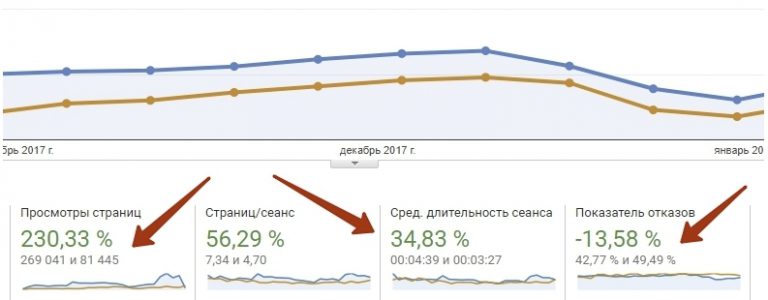 брь 2017 г.
декабрь 2017 г.
январь 20
Просмотры страниц
230,33 %
269 041 и 81 445
Страниц/сеанс
56,29 %
7,34 и 4,70
Сред. длительность сеанса
34,83 %
00:04:39 и 00:03:27
Показатель отказов
-13,58 %
42,77 % и 49,49 %